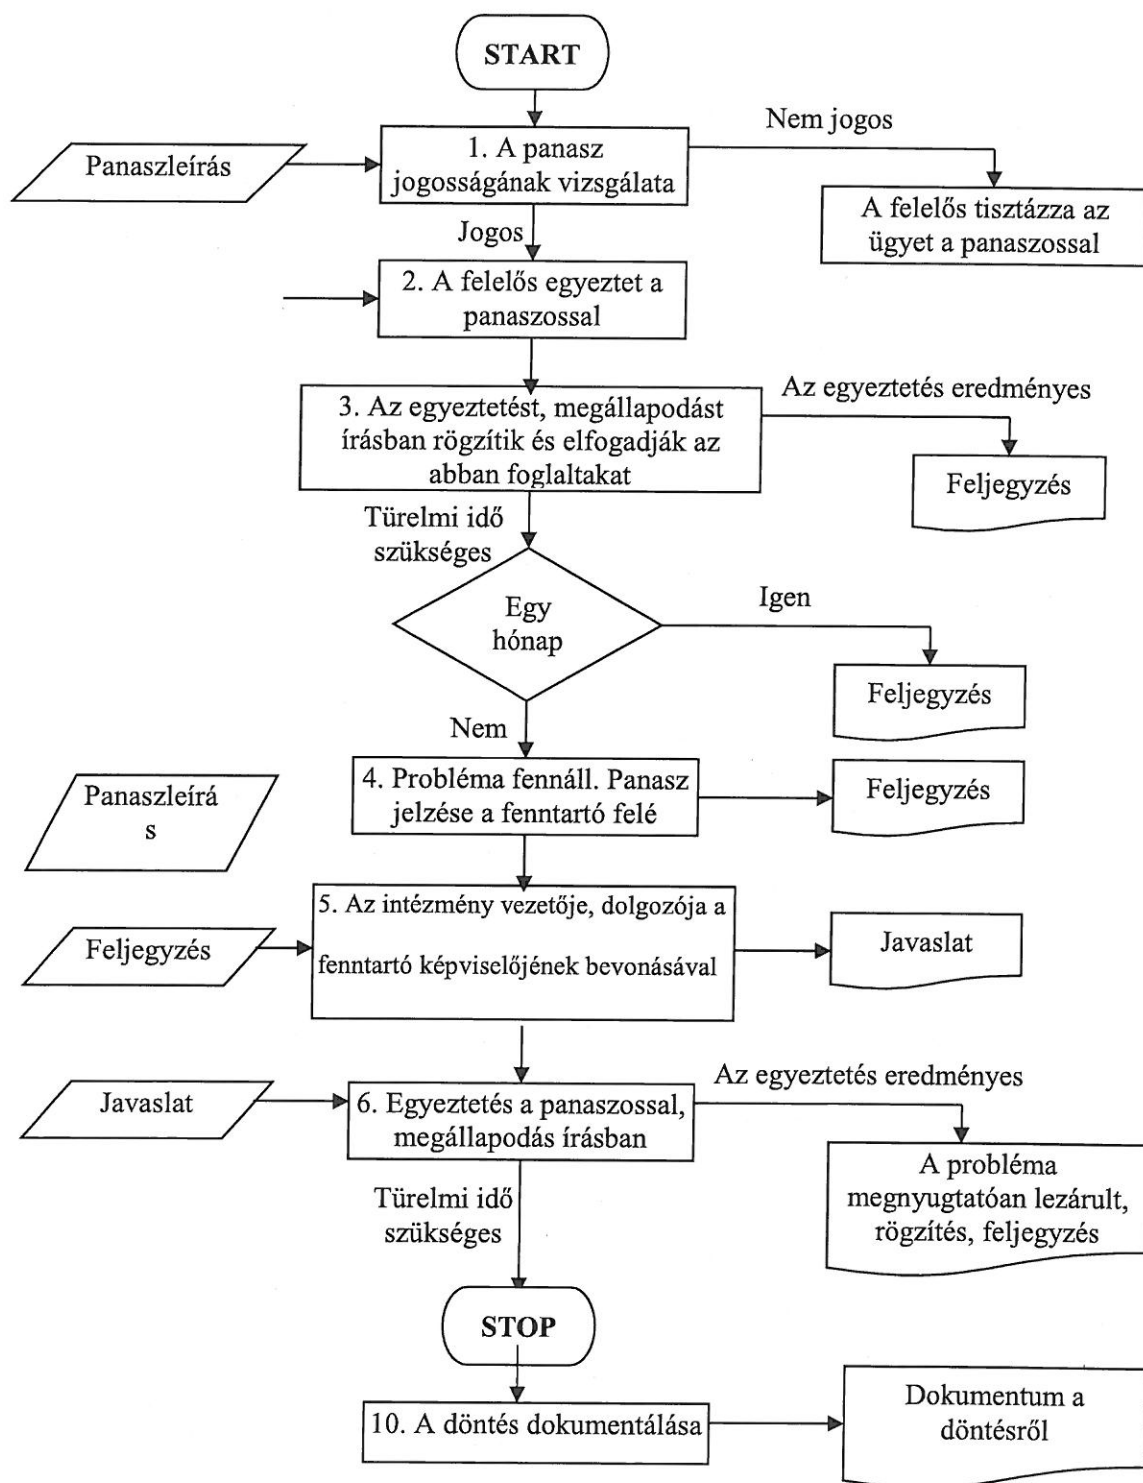 START
Nem jogos
Panaszleírás
1. A panasz
jogosságának vizsgálata
A felelős tisztázza az
ügyet a panaszossal
Jogos
2. A felelős egyeztet a
panaszossal
Az egyeztetés eredményes
3. Az egyeztetést, megállapodást
írásban rögzítik és elfogadják az
abban foglaltakat
Feljegyzés
Türelmi idő
szükséges
Egy
hónap
Igen
Feljegyzés
Nem
Panaszleírá
s
4. Probléma fennáll. Panasz
jelzése a fenntartó felé
Feljegyzés
5. Az intézmény vezetője, dolgozója a
fenntartó képviselőjének bevonásával
Feljegyzés
Javaslat
Az egyeztetés eredményes
Javaslat
6. Egyeztetés a panaszossal,
megállapodás írásban
A probléma
megnyugtatóan lezárult,
rögzítés, feljegyzés
Türelmi idő
szükséges
STOP
10. A döntés dokumentálása
Dokumentum a
döntésről